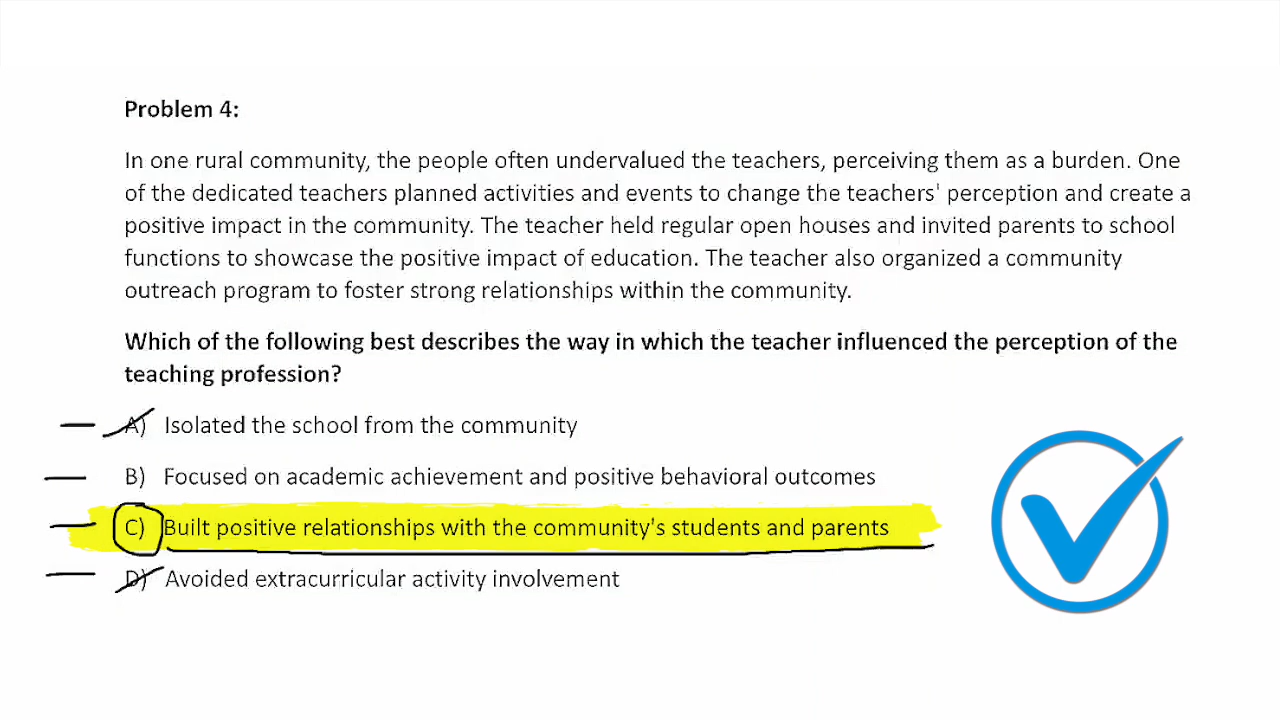 Problem 4:
In one rural community, the people often undervalued the teachers, perceiving them as a burden. One
of the dedicated teachers planned activities and events to change the teachers' perception and create a
positive impact in the community. The teacher held regular open houses and invited parents to school
functions to showcase the positive impact of education. The teacher also organized a community
outreach program to foster strong relationships within the community.
Which of the following best describes the way in which the teacher influenced the perception of the
teaching profession?
A) Isolated the school from the community
B) Focused on academic achievement and positive behavioral outcomes
C) Built positive relationships with the community's students and parents
D) Avoided extracurricular activity involvement